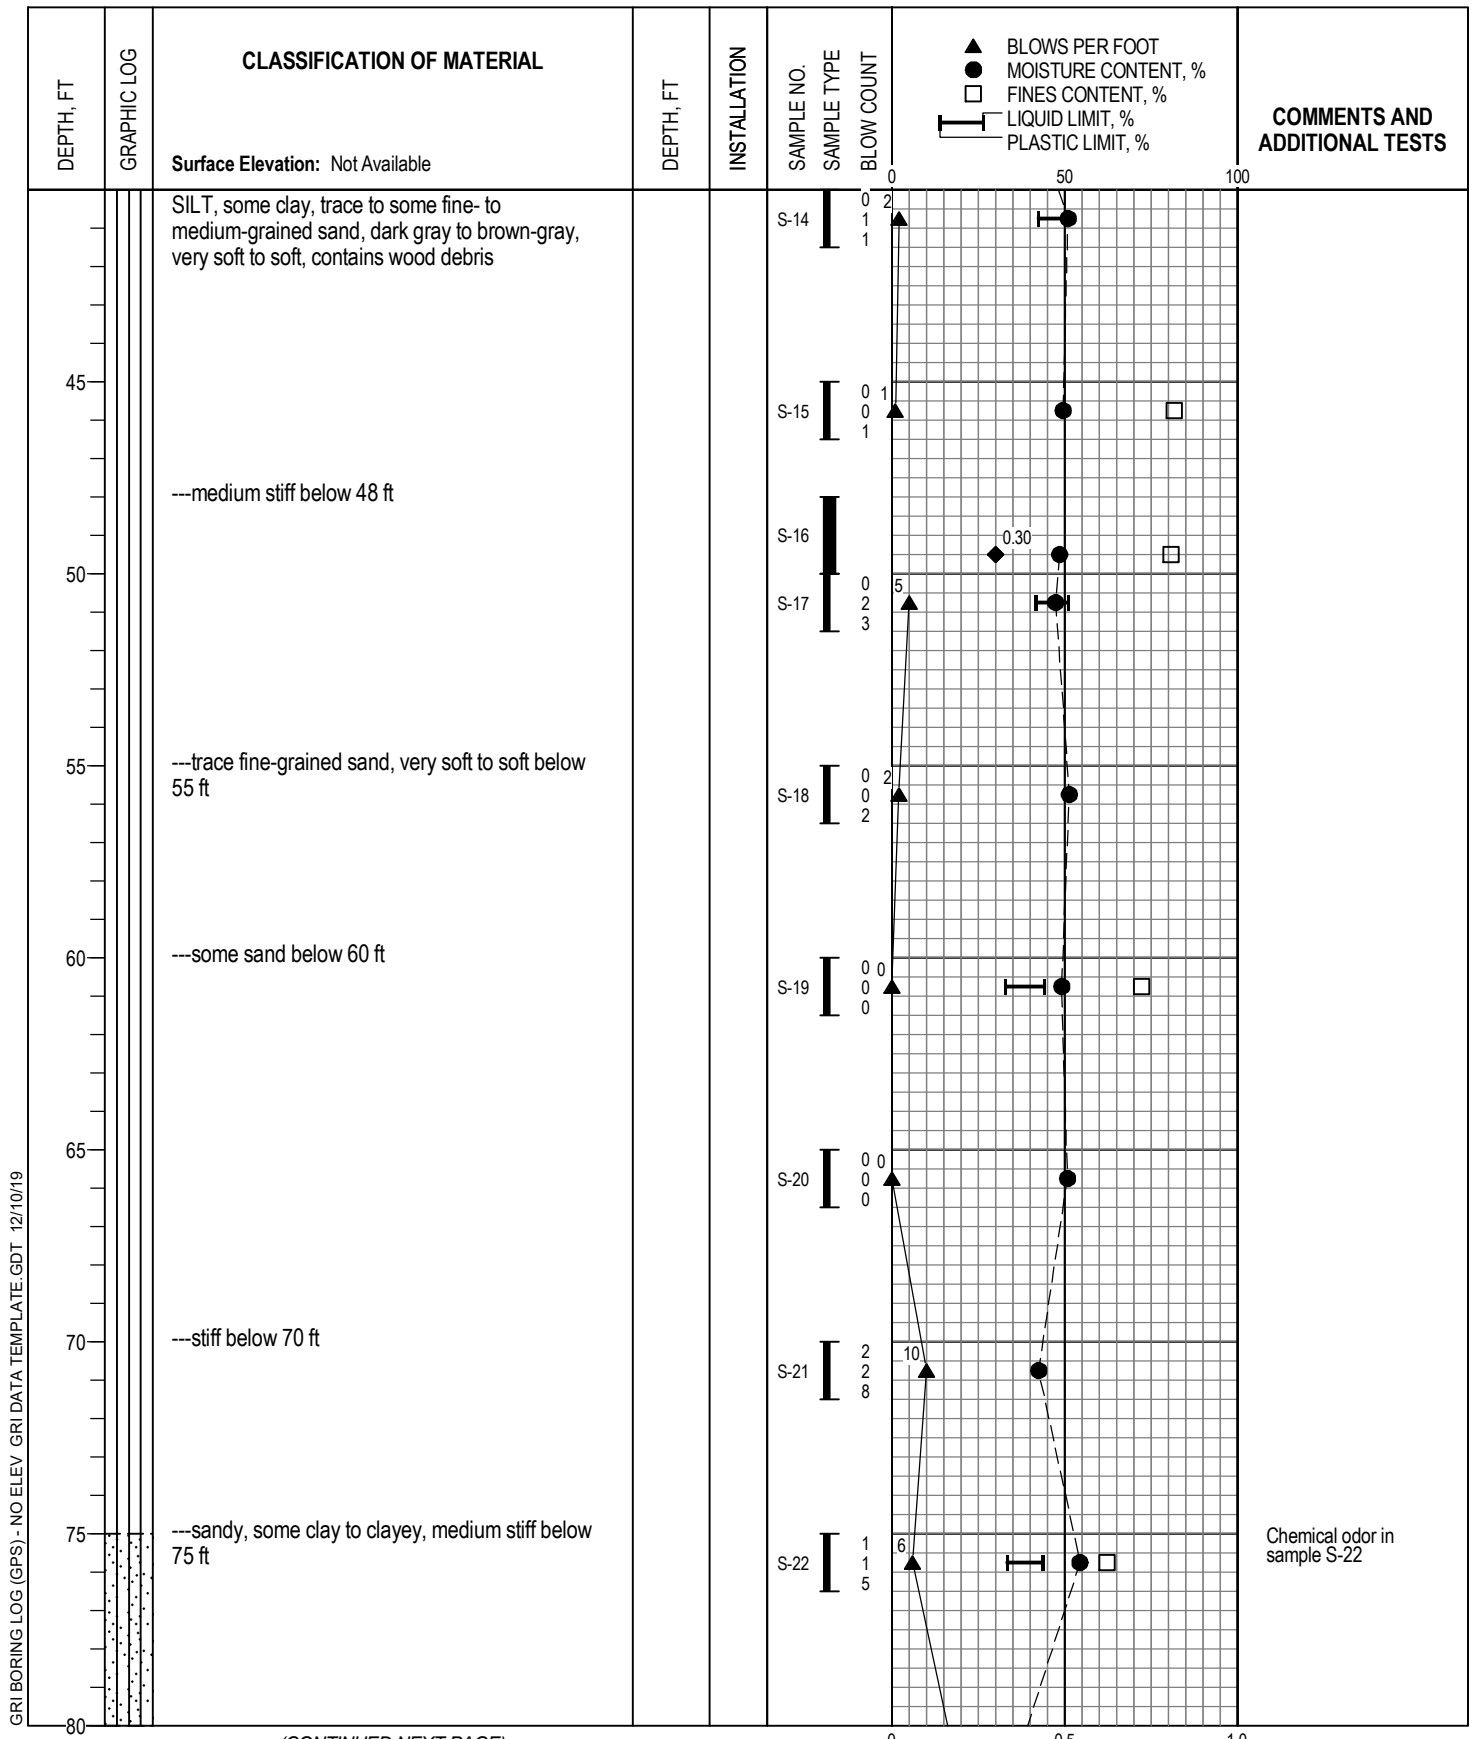 DEPTH, FT
GRAPHIC LOG
CLASSIFICATION OF MATERIAL
Surface Elevation: Not Available
DEPTH, FT
INSTALLATION
SAMPLE NO.
SAMPLE TYPE
BLOW COUNT
BLOWS PER FOOT
MOISTURE CONTENT, %
FINES CONTENT, %
LIQUID LIMIT, %
PLASTIC LIMIT, %
COMMENTS AND
ADDITIONAL TESTS
0 50 100
SILT, some clay, trace to some fine- to
medium-grained sand, dark gray to brown-gray,
very soft to soft, contains wood debris
S-14
0
1
1
2
45
S-15
0
0
1
1
---medium stiff below 48 ft
S-16
0.30
50
S-17
0
2
3
5
55
---trace fine-grained sand, very soft to soft below
55 ft
S-18
0
0
2
2
60
---some sand below 60 ft
S-19
0
0
0
0
65
S-20
0
0
0
0
70
---stiff below 70 ft
S-21
2
2
8
10
75
---sandy, some clay to clayey, medium stiff below
75 ft
S-22
1
1
5
6
Chemical odor in
sample S-22
80
(CONTINUED NEXT PAGE)
0 0.5 1.0
GRI BORING LOG (GPS) - NO ELEV GRI DATA TEMPLATE.GDT 12/10/19